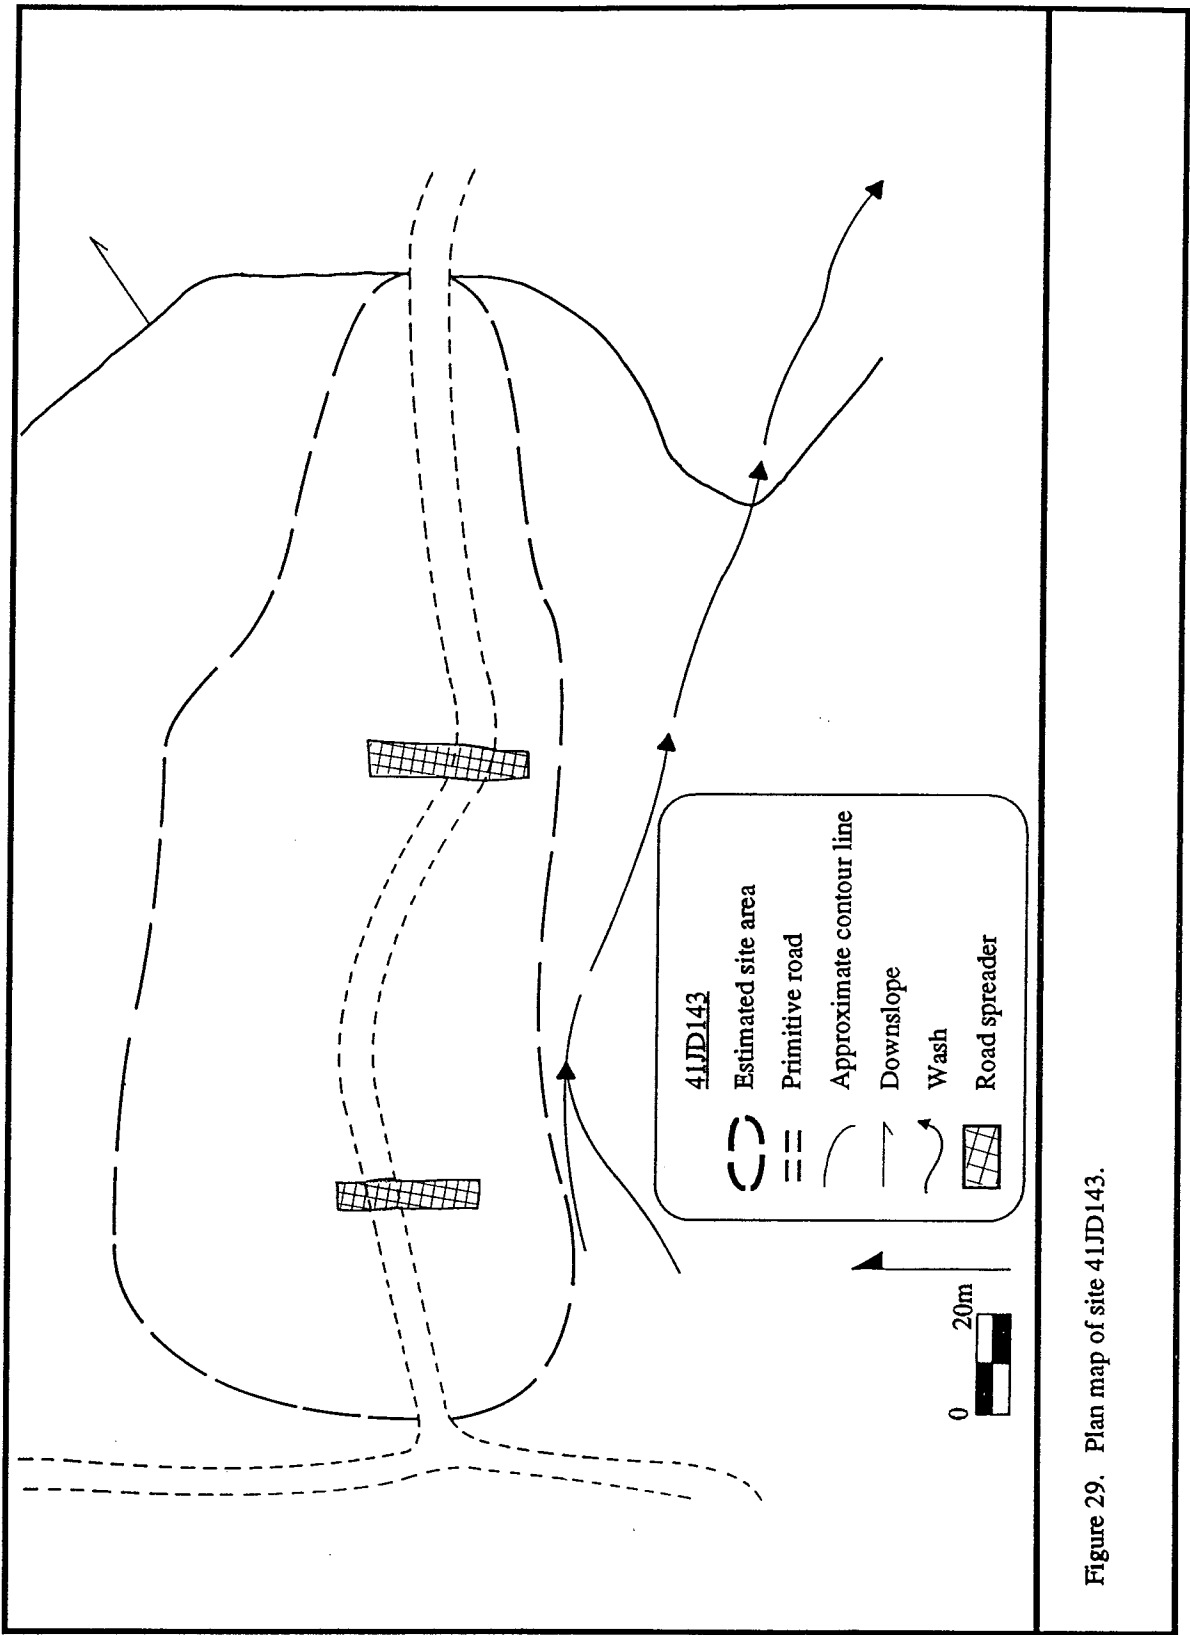 41JD143
Estimated site area
Primitive road
Approximate contour line
Downslope
Wash
Road spreader
0
20m
Figure 29. Plan map of site 41JD143.